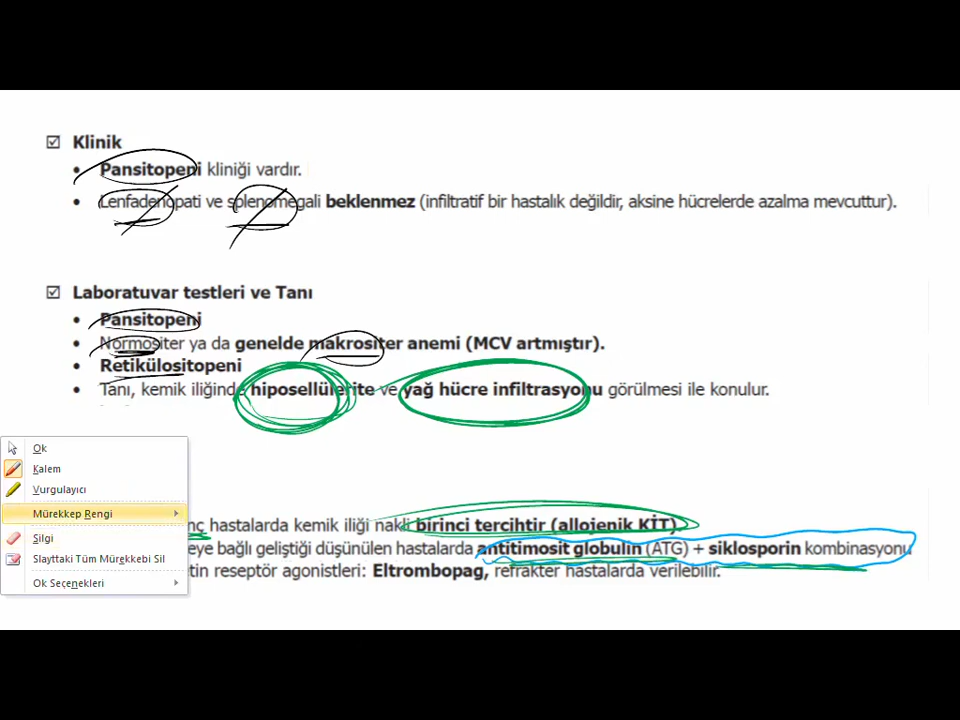 Klinik
Pansitopeni kliniği vardır.
Lenfadenopati ve splenomegali beklenmez (infiltratif bir hastalık değildir, aksine hücrelerde azalma mevcuttur).
Laboratuvar testleri ve Tanı
Pansitopeni
Normositer ya da genelde makrositer anemi (MCV artmıştır).
Retikülositopeni
Tanı, kemik iliğinde hiposellülerite ve yağ hücre infiltrasyonu görülmesi ile konulur.
Ok
Kalem
Vurgulayıcı
Mürekkep Rengi
Silgi
Slayttaki Tüm Mürekkebi Sil
Ok Seçenekleri
nç hastalarda kemik iliği nakli birinci tercihtir (allojenik KİT)
eye bağlı geliştiği düşünülen hastalarda antitimosit globulin (ATG) + siklosporin kombinasyonu
tin reseptör agonistleri: Eltrombopag, refrakter hastalarda verilebilir.